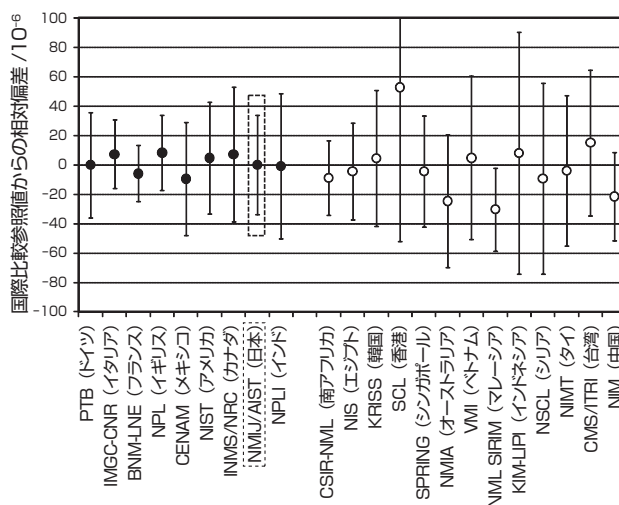 国際比較参照値からの相対偏差 /10⁻⁶
100
80
60
40
20
0
-20
-40
-60
-80
-100
PTB（ドイツ）
IMGC-CNR（イタリア）
BNM-LNE（フランス）
NPL（イギリス）
CENAM（メキシコ）
NIST（アメリカ）
INMS/NRC（カナダ）
NMIJ/AIST（日本）
NPLI（インド）
CSIR-NML（南アフリカ）
NIS（エジプト）
KRISS（韓国）
SCL（香港）
SPRING（シンガポール）
NMIA（オーストラリア）
VMI（ベトナム）
NML SIRIM（マレーシア）
KIM-LIPI（インドネシア）
NSCL（シリア）
NIMT（タイ）
CMS/ITRI（台湾）
NIM（中国）